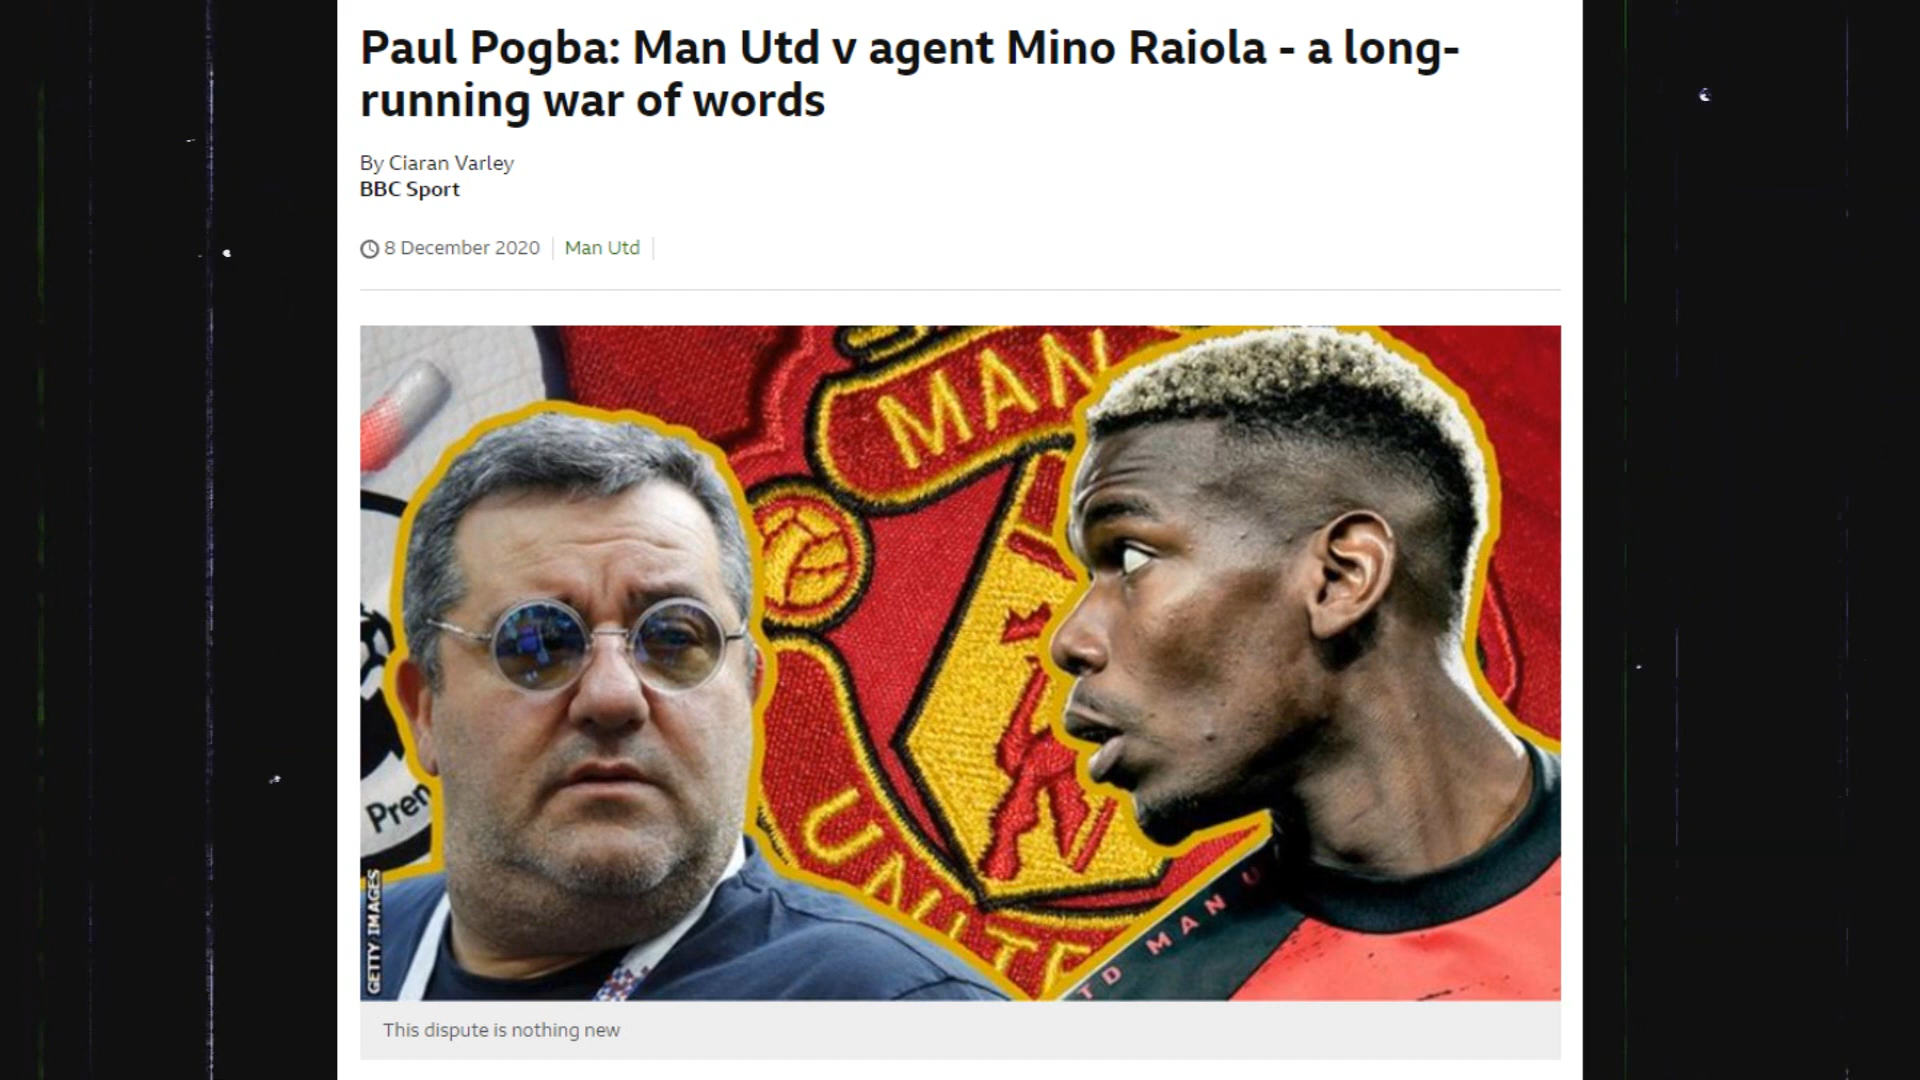 Paul Pogba: Man Utd v agent Mino Raiola - a long-
running war of words
By Ciaran Varley
BBC Sport
8 December 2020
Man Utd
MAN
UNITE
Prem
TD MAN U
GETTY IMAGES
This dispute is nothing new